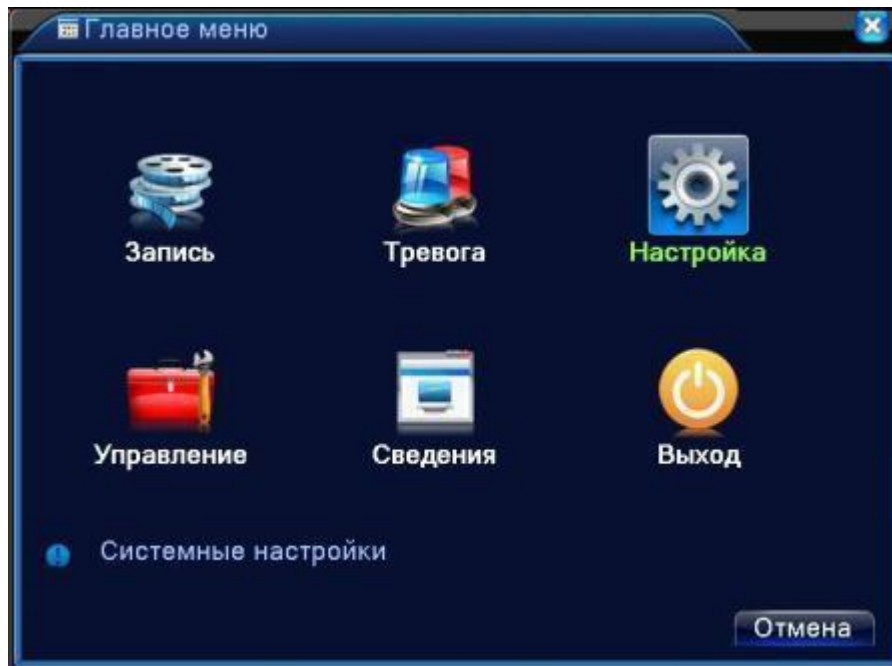 Главное меню
Запись Тревога Настройка
Управление Сведения Выход
Системные настройки
Отмена